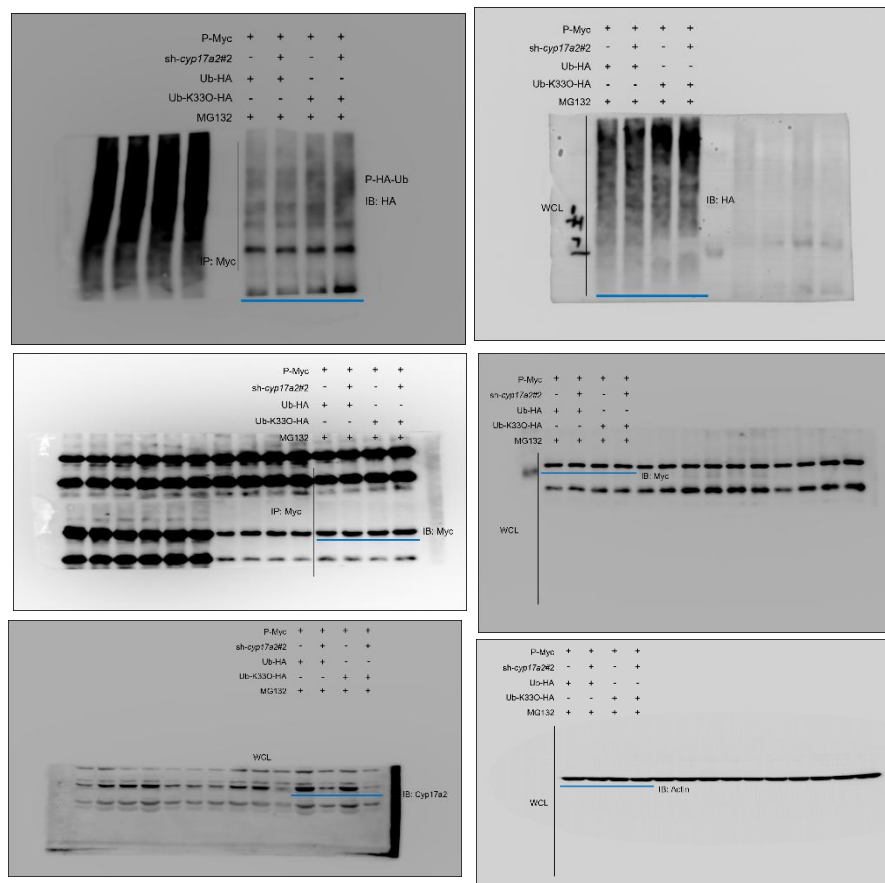 P-Myc + + + +
sh-cyp17a2#2 - + - +
Ub-HA + + - -
Ub-K33O-HA - - + +
MG132 + + + +
P-HA-Ub
IB: HA
IP: Myc
P-Myc + + + +
sh-cyp17a2#2 - + - +
Ub-HA + + - -
Ub-K33O-HA - - + +
MG132 + + + +
WCL
IB: HA
P-Myc + + + +
sh-cyp17a2#2 - + - +
Ub-HA + + - -
Ub-K33O-HA - - + +
MG132 + + + +
IP: Myc
IB: Myc
P-Myc + + + +
sh-cyp17a2#2 - + - +
Ub-HA + + - -
Ub-K33O-HA - - + +
MG132 + + + +
IB: Myc
WCL
P-Myc + + + +
sh-cyp17a2#2 - + - +
Ub-HA + + - -
Ub-K33O-HA - - + +
MG132 + + + +
WCL
IB: Cyp17a2
P-Myc + + + +
sh-cyp17a2#2 - + - +
Ub-HA + + - -
Ub-K33O-HA - - + +
MG132 + + + +
IB: Actin
WCL